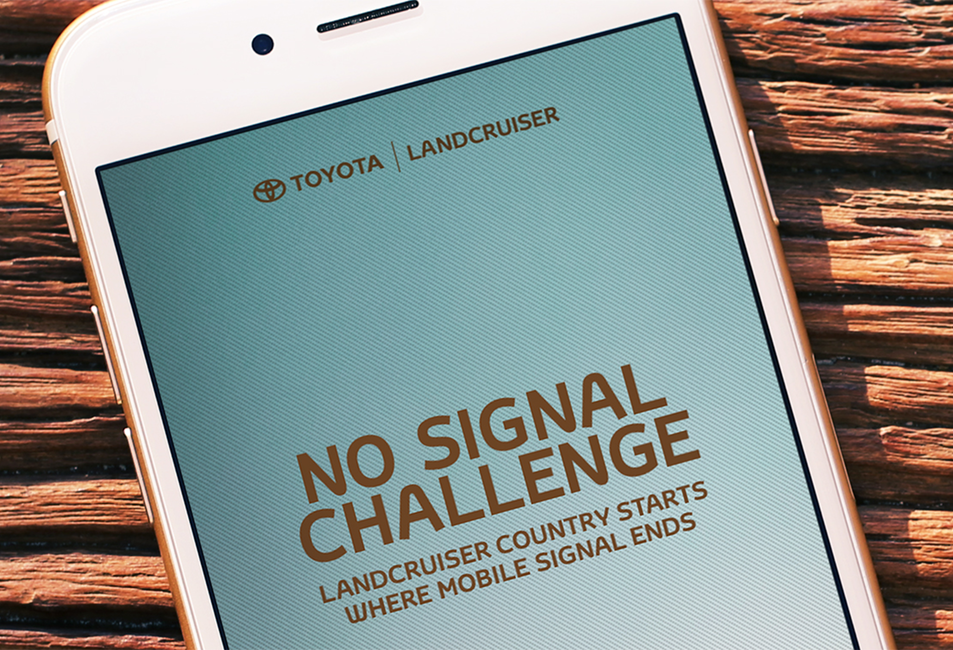 TOYOTA | LANDCRUISER
NO SIGNAL
CHALLENGE
LANDCRUISER COUNTRY STARTS
WHERE MOBILE SIGNAL ENDS